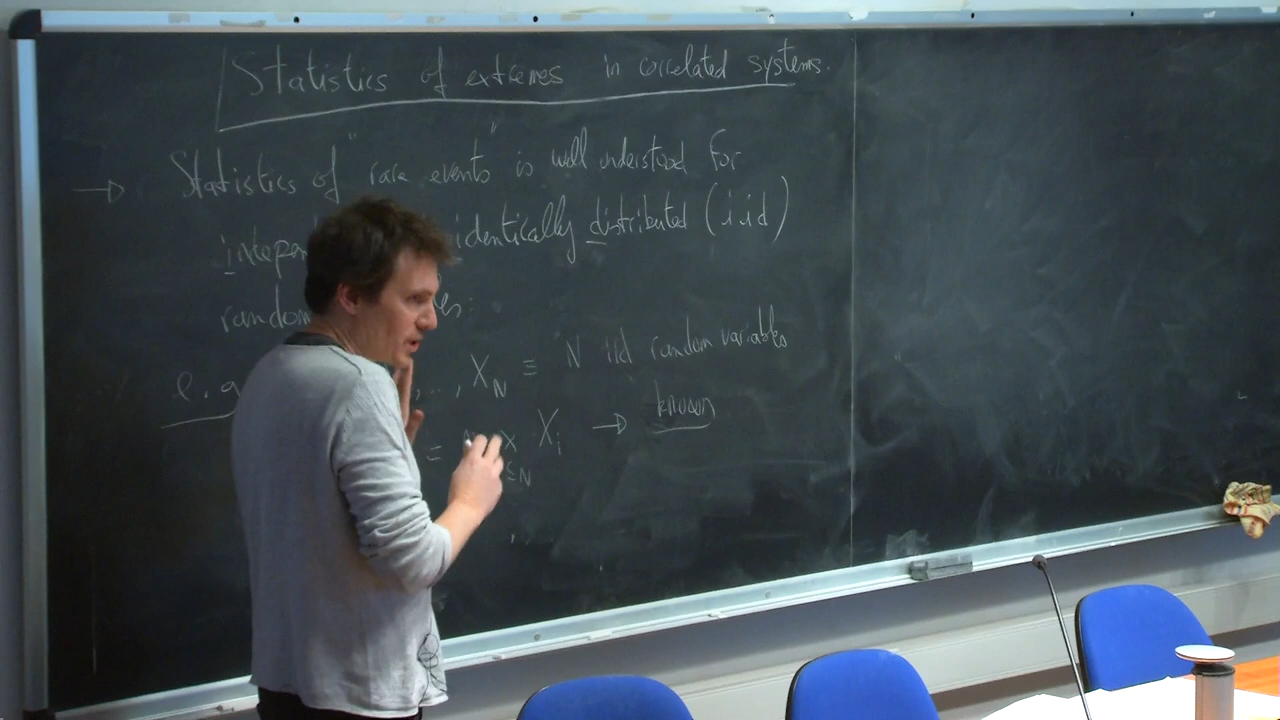 Statistics of extremes in correlated systems.
→ Statistics of "rare events" is well understood for
identically distributed (i.i.d)
random
e.g. ..., X_N ≡ N iid random variables
= X_i → known
≤N